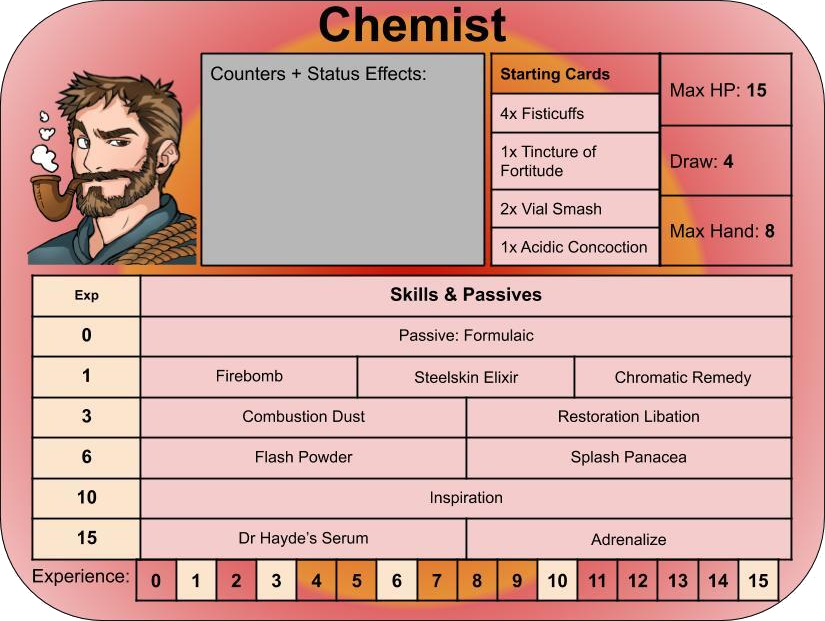 Chemist
Counters + Status Effects:
Starting Cards
4x Fisticuffs
1x Tincture of
Fortitude
2x Vial Smash
1x Acidic Concoction
Max HP: 15
Draw: 4
Max Hand: 8
Exp Skills & Passives
0 Passive: Formulaic
1 Firebomb Steelskin Elixir Chromatic Remedy
3 Combustion Dust Restoration Libation
6 Flash Powder Splash Panacea
10 Inspiration
15 Dr Hayde's Serum Adrenalize
Experience: 0 1 2 3 4 5 6 7 8 9 10 11 12 13 14 15